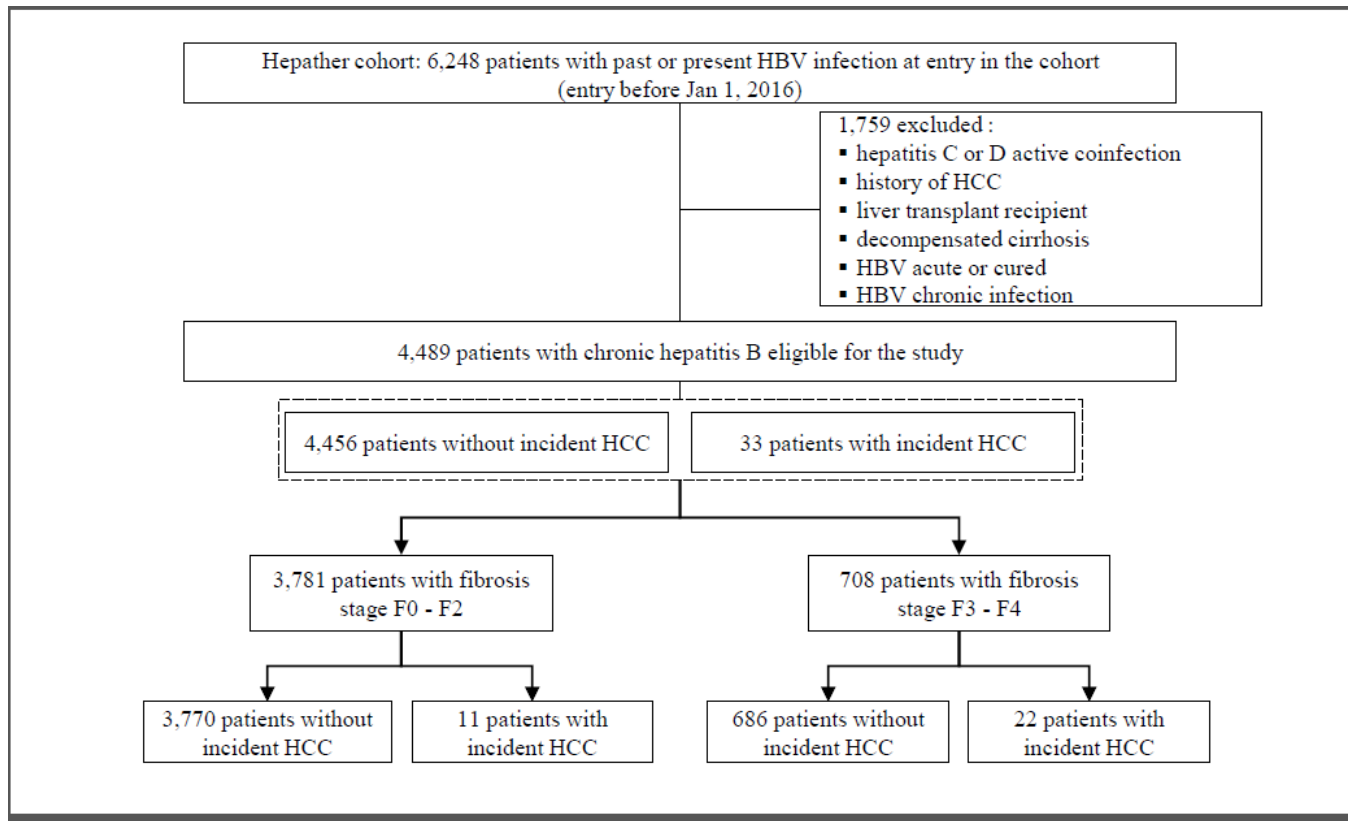 Hepather cohort: 6,248 patients with past or present HBV infection at entry in the cohort
(entry before Jan 1, 2016)
1,759 excluded :
▪ hepatitis C or D active coinfection
▪ history of HCC
▪ liver transplant recipient
▪ decompensated cirrhosis
▪ HBV acute or cured
▪ HBV chronic infection
4,489 patients with chronic hepatitis B eligible for the study
4,456 patients without incident HCC
33 patients with incident HCC
3,781 patients with fibrosis
stage F0 - F2
708 patients with fibrosis
stage F3 - F4
3,770 patients without
incident HCC
11 patients with
incident HCC
686 patients without
incident HCC
22 patients with
incident HCC